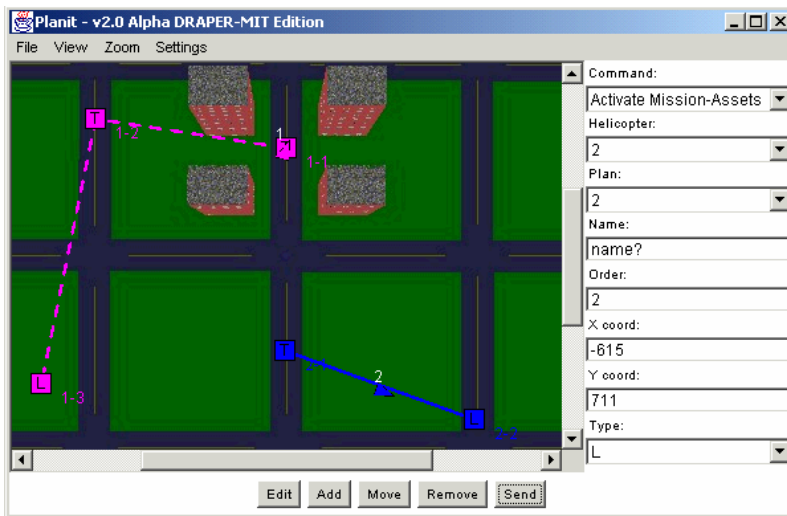 Planit - v2.0 Alpha DRAPER-MIT Edition
File View Zoom Settings
Command:
Activate Mission-Assets
Helicopter:
2
Plan:
2
Name:
name?
Order:
2
X coord:
-615
Y coord:
711
Type:
L
T
1-2
1
1-1
L
1-3
T
2-1
2
L
2-2
Edit Add Move Remove Send